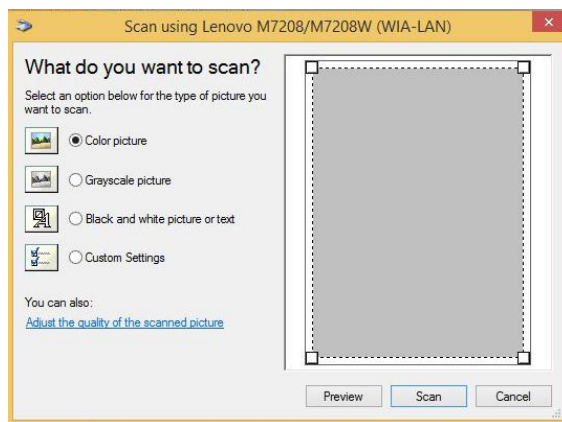 Scan using Lenovo M7208/M7208W (WIA-LAN)
What do you want to scan?
Select an option below for the type of picture you
want to scan.
Color picture
Grayscale picture
Black and white picture or text
Custom Settings
You can also:
Adjust the quality of the scanned picture
Preview
Scan
Cancel